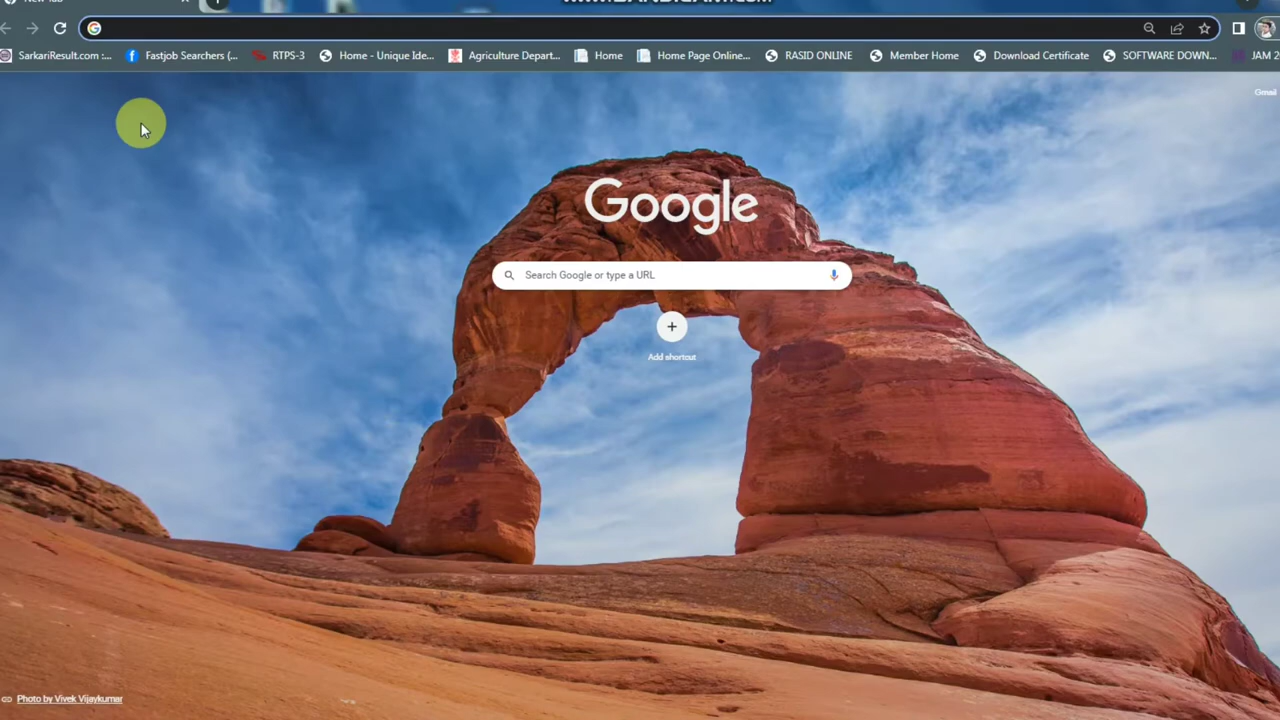 SarkariResult.com :...
Fastjob Searchers (...
RTPS-3
Home - Unique Ide...
Agriculture Depart...
Home
Home Page Online...
RASID ONLINE
Member Home
Download Certificate
SOFTWARE DOWN...
JAM 2
Gmail
Google
Search Google or type a URL
Add shortcut
Photo by Vivek Vijaykumar